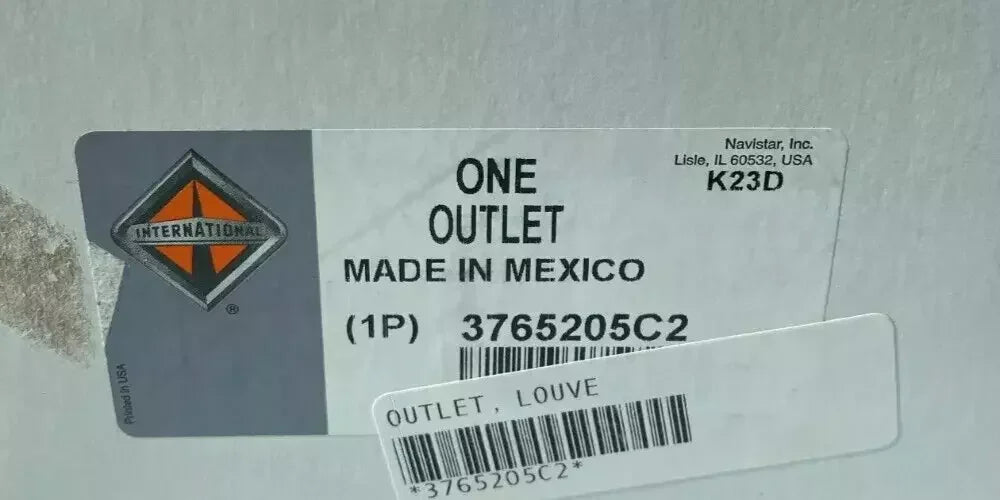 INTERNATIONAL
®
Printed in USA
ONE
OUTLET
MADE IN MEXICO
(1P) 3765205C2
Navistar, Inc.
Lisle, IL 60532, USA
K23D
OUTLET, LOUVE
*3765205C2*